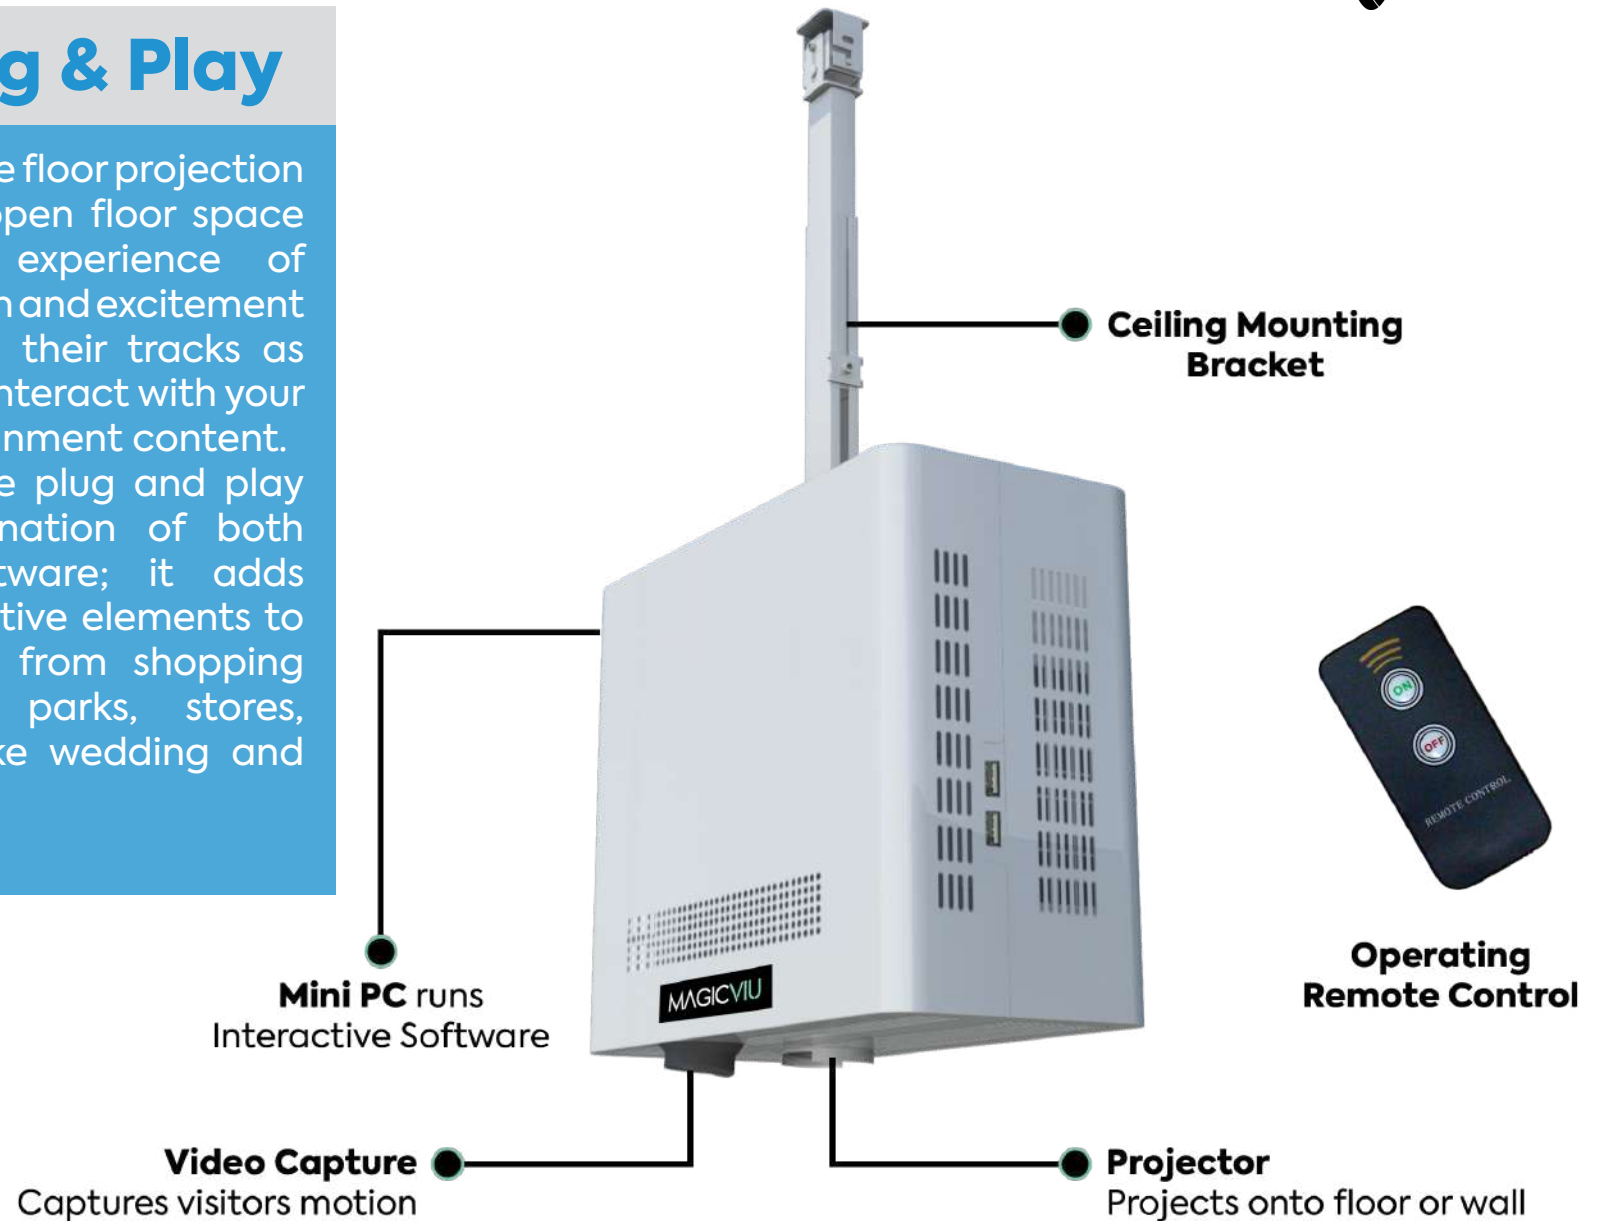 g & Play
e floor projection
open floor space
experience of
n and excitement
their tracks as
nteract with your
nment content.
e plug and play
nation of both
tware; it adds
tive elements to
from shopping
parks, stores,
ke wedding and
Ceiling Mounting
Bracket
ON
OFF
REMOTE CONTROL
Operating
Remote Control
MAGICVIU
Mini PC runs
Interactive Software
Video Capture
Captures visitors motion
Projector
Projects onto floor or wall